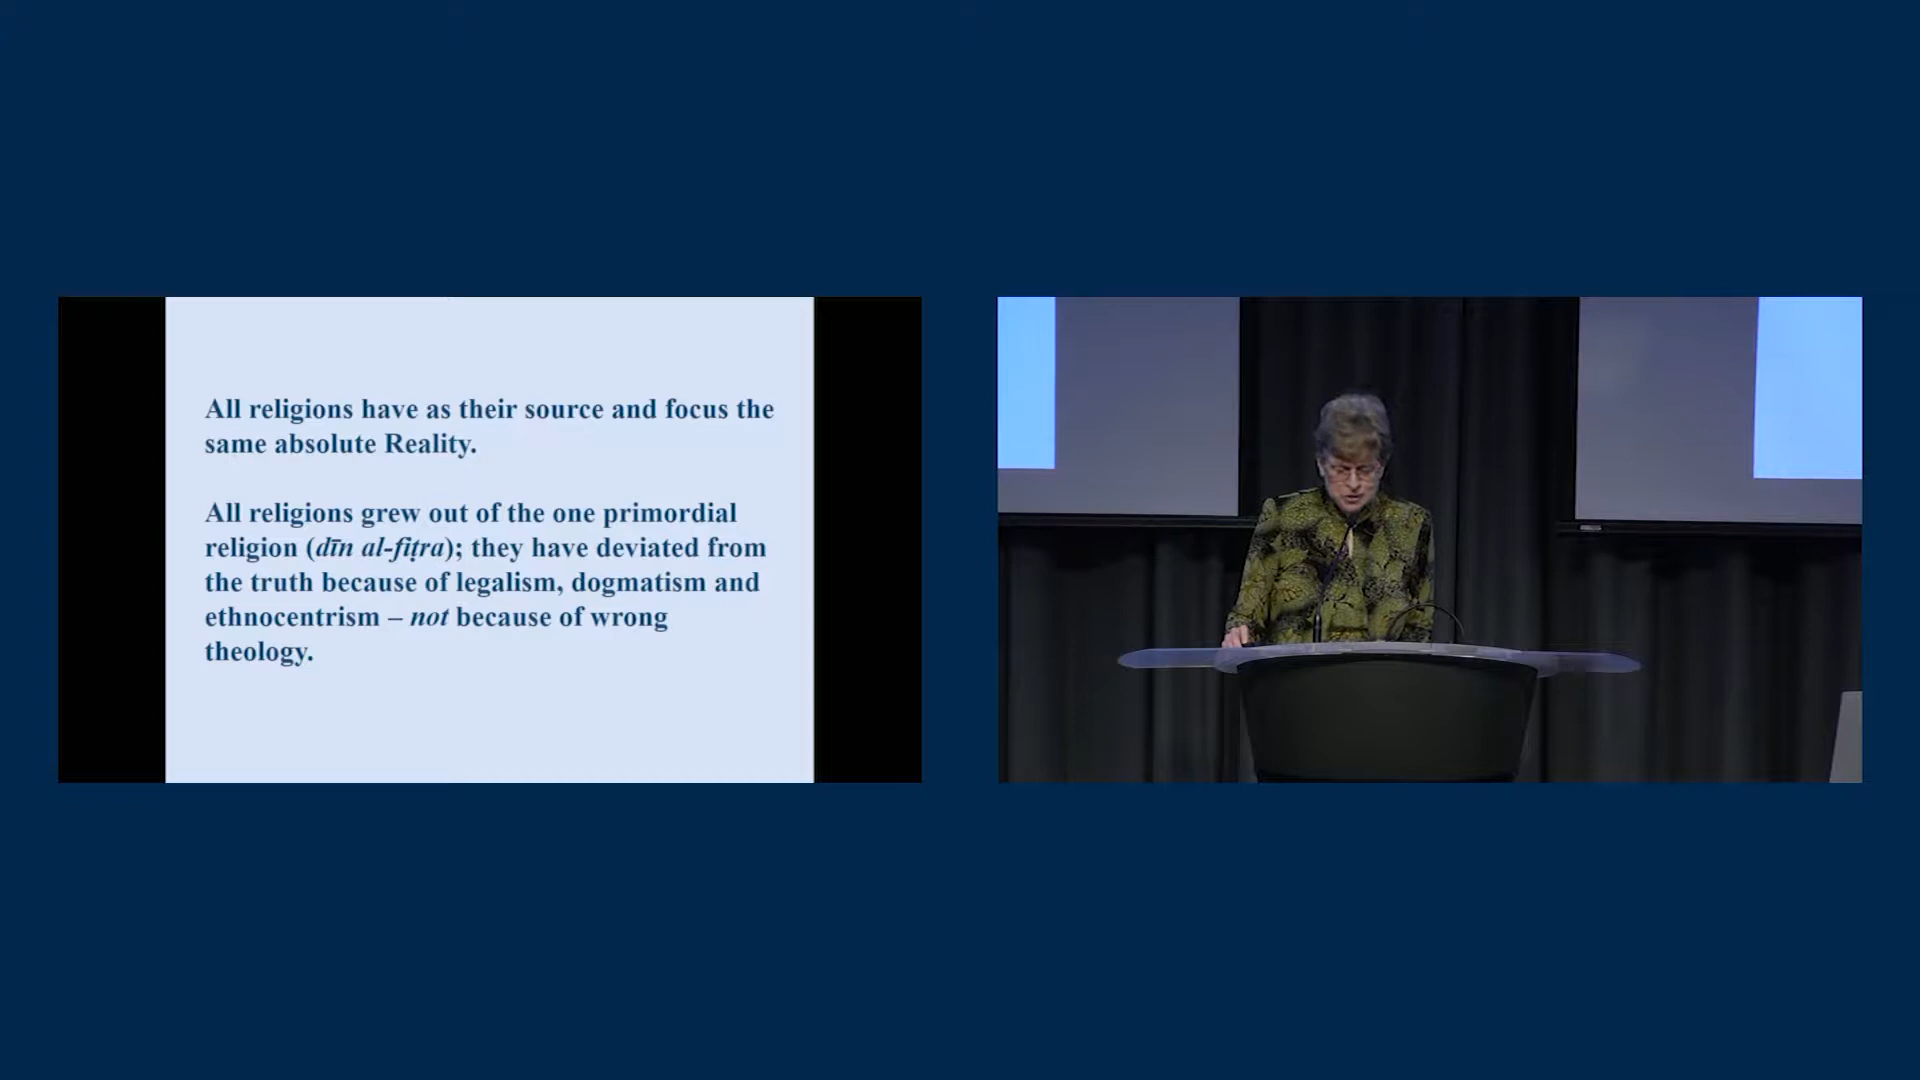 All religions have as their source and focus the
same absolute Reality.
All religions grew out of the one primordial
religion (dīn al-fiṭra); they have deviated from
the truth because of legalism, dogmatism and
ethnocentrism – not because of wrong
theology.